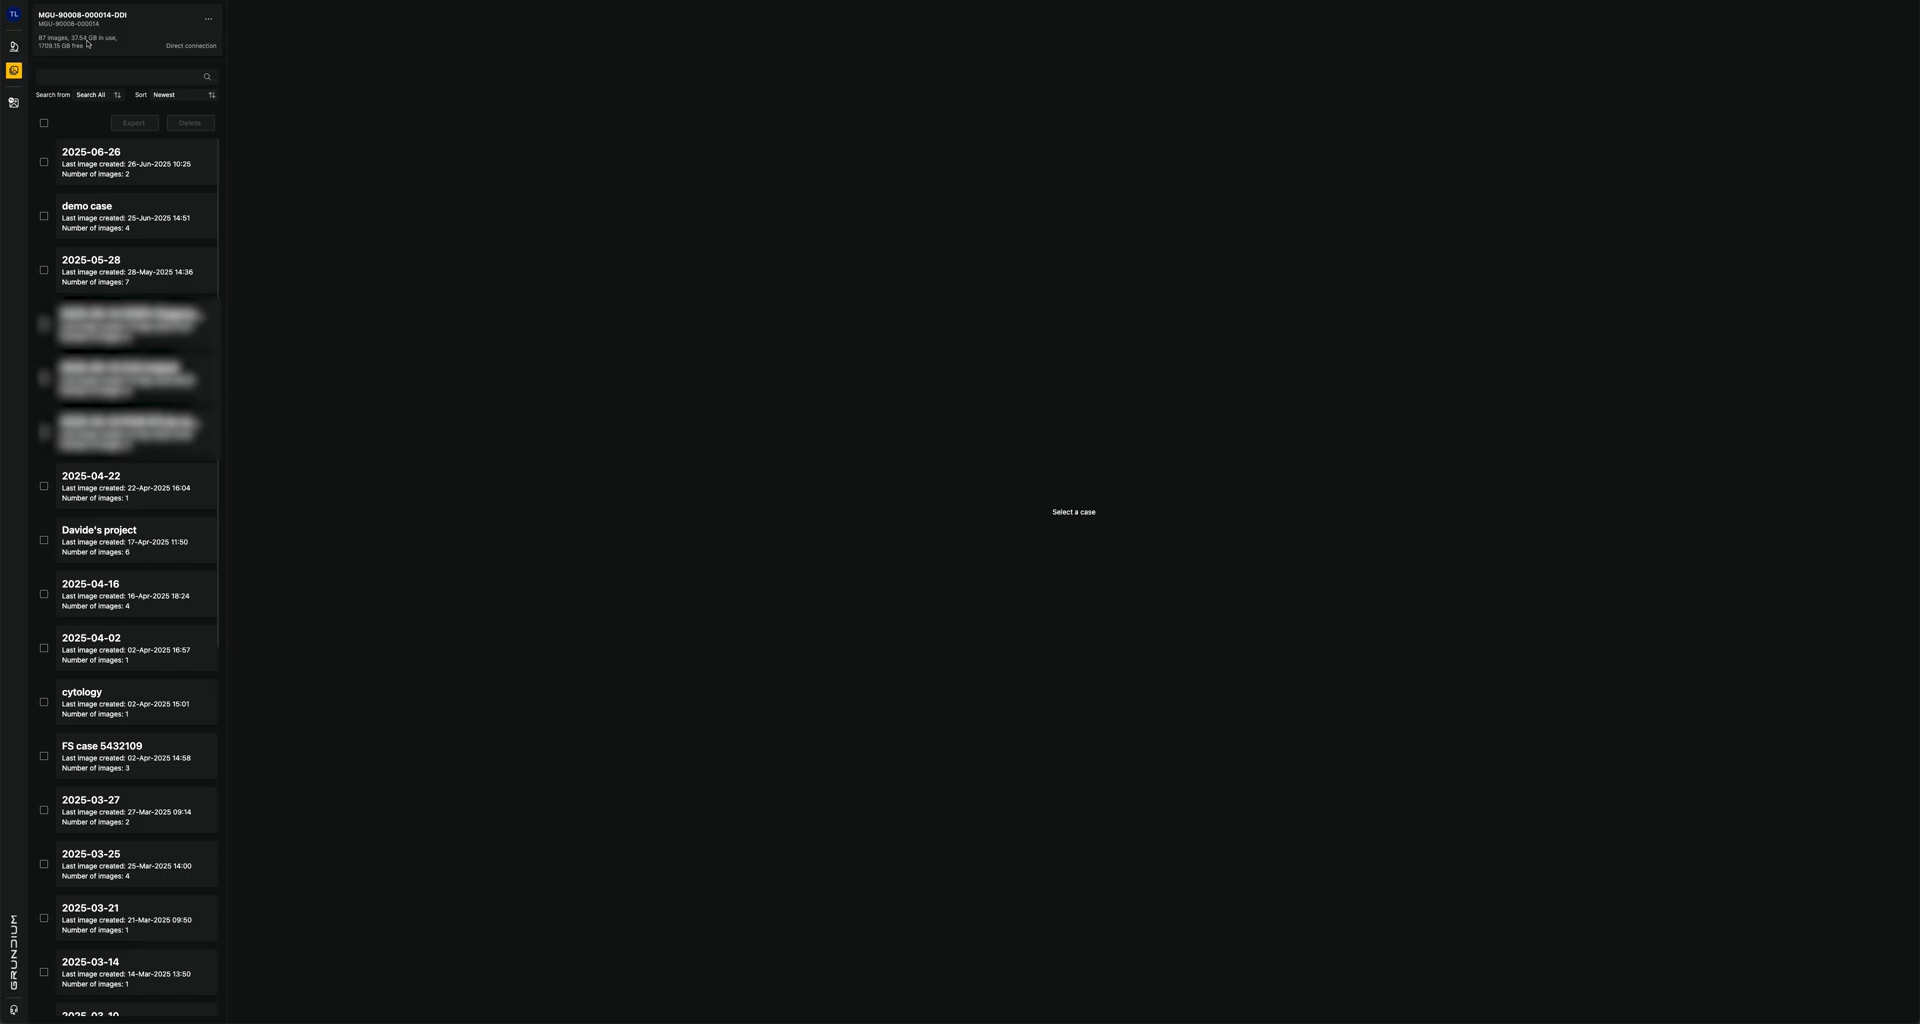 TL
MGU-90008-000014-DDI
MGU-90008-000014
87 images, 37.54 GB in use,
1709.15 GB free
Direct connection
Search from Search All Sort Newest
Export Delete
2025-06-26
Last image created: 26-Jun-2025 10:25
Number of images: 2
demo case
Last image created: 25-Jun-2025 14:51
Number of images: 4
2025-05-28
Last image created: 28-May-2025 14:36
Number of images: 7
2025-04-22
Last image created: 22-Apr-2025 16:04
Number of images: 1
Davide's project
Last image created: 17-Apr-2025 11:50
Number of images: 6
2025-04-16
Last image created: 16-Apr-2025 18:24
Number of images: 4
2025-04-02
Last image created: 02-Apr-2025 16:57
Number of images: 1
cytology
Last image created: 02-Apr-2025 15:01
Number of images: 1
FS case 5432109
Last image created: 02-Apr-2025 14:58
Number of images: 3
2025-03-27
Last image created: 27-Mar-2025 09:14
Number of images: 2
2025-03-25
Last image created: 25-Mar-2025 14:00
Number of images: 4
2025-03-21
Last image created: 21-Mar-2025 09:50
Number of images: 1
2025-03-14
Last image created: 14-Mar-2025 13:50
Number of images: 1
2025-03-10
Select a case
GRUNDIUM